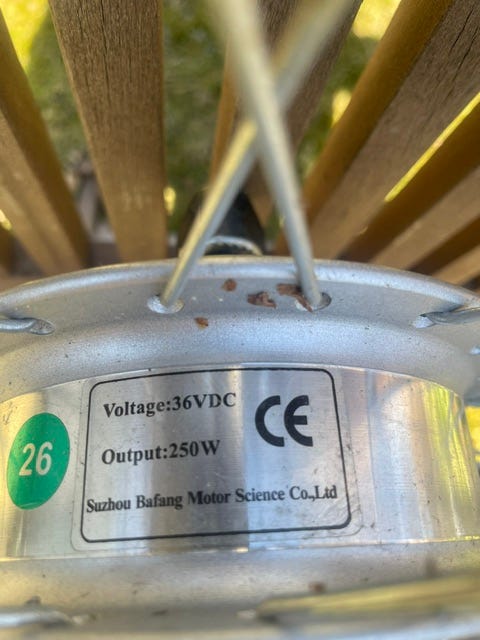 Voltage:36VDC
CE
Output:250W
Suzhou Bafang Motor Science Co.,Ltd
26